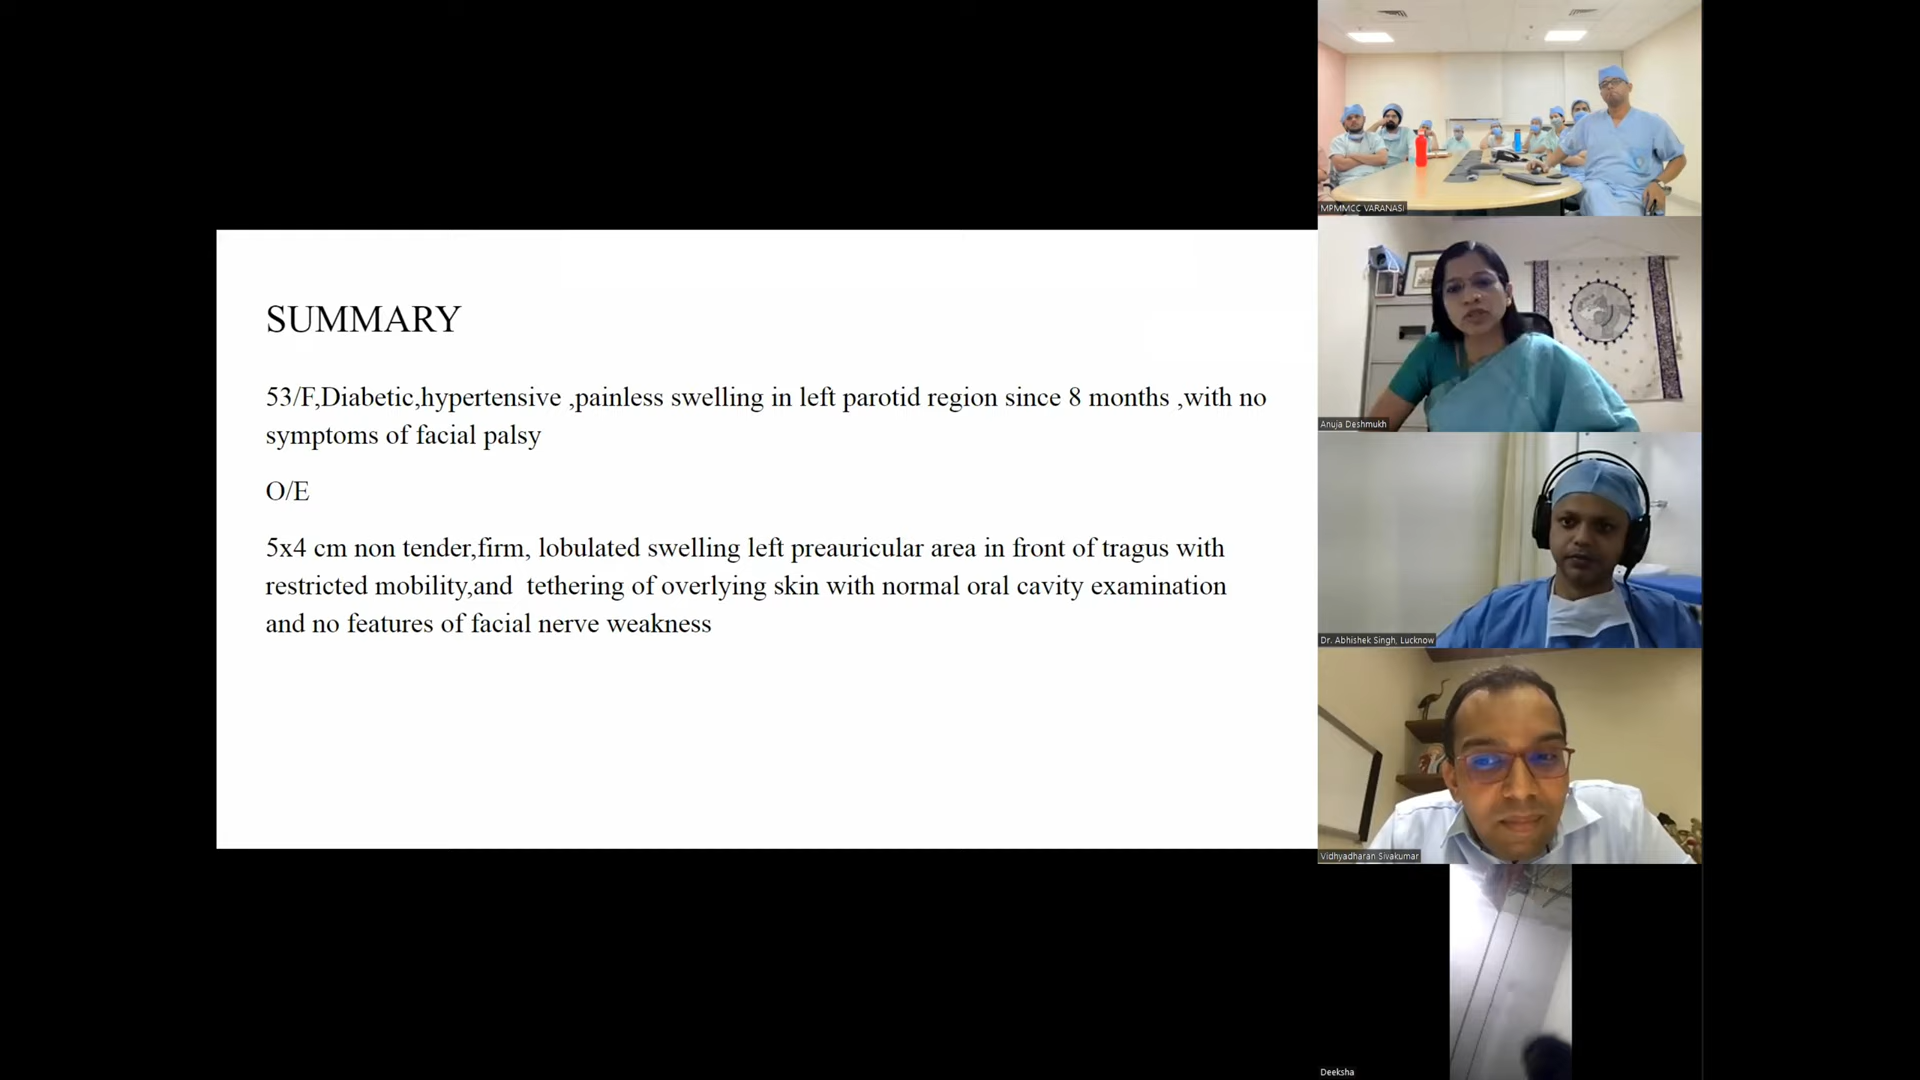 SUMMARY
53/F,Diabetic,hypertensive ,painless swelling in left parotid region since 8 months ,with no
symptoms of facial palsy
O/E
5x4 cm non tender,firm, lobulated swelling left preauricular area in front of tragus with
restricted mobility,and tethering of overlying skin with normal oral cavity examination
and no features of facial nerve weakness
MPMMCC VARANASI
Anuja Deshmukh
Dr. Abhishek Singh, Lucknow
Vidhyadharan Sivakumar
Deeksha